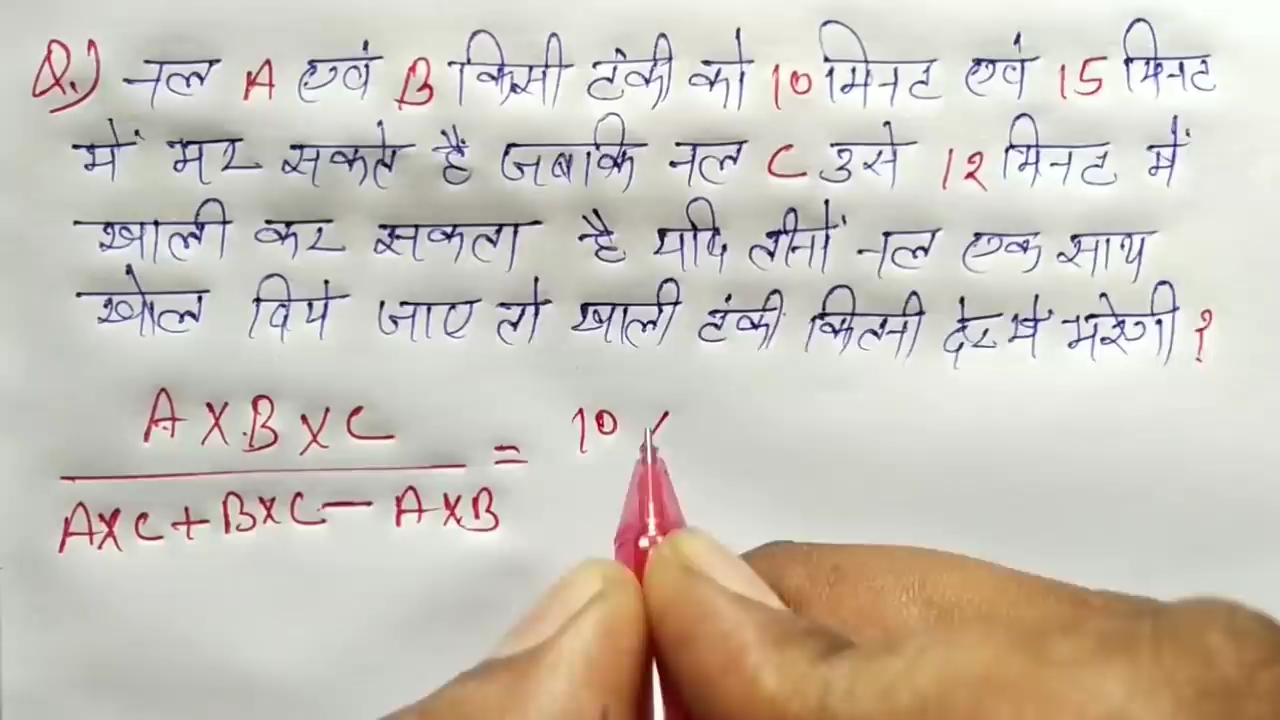 Q.) नल A एवं B किसी टंकी को 10 मिनट एवं 15 मिनट
में भर सकते हैं जबकि नल C उसे 12 मिनट में
खाली कर सकता है यदि तीनों नल एक साथ
खोल दिये जाए तो खाली टंकी कितनी देर में भरेगी ?
A×B×C
= 10
A×C+B×C-A×B